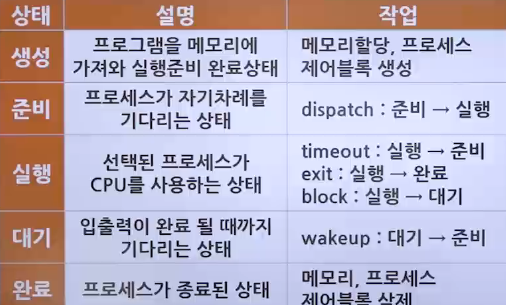 상태 설명 작업
생성
프로그램을 메모리에
가져와 실행준비 완료상태
메모리할당, 프로세스
제어블록 생성
준비
프로세스가 자기차례를
기다리는 상태
dispatch : 준비 → 실행
실행
선택된 프로세스가
CPU를 사용하는 상태
timeout : 실행 → 준비
exit : 실행 → 완료
block : 실행 → 대기
대기
입출력이 완료 될 때까지
기다리는 상태
wakeup : 대기 → 준비
완료
프로세스가 종료된 상태
메모리, 프로세스
제어블록 삭제